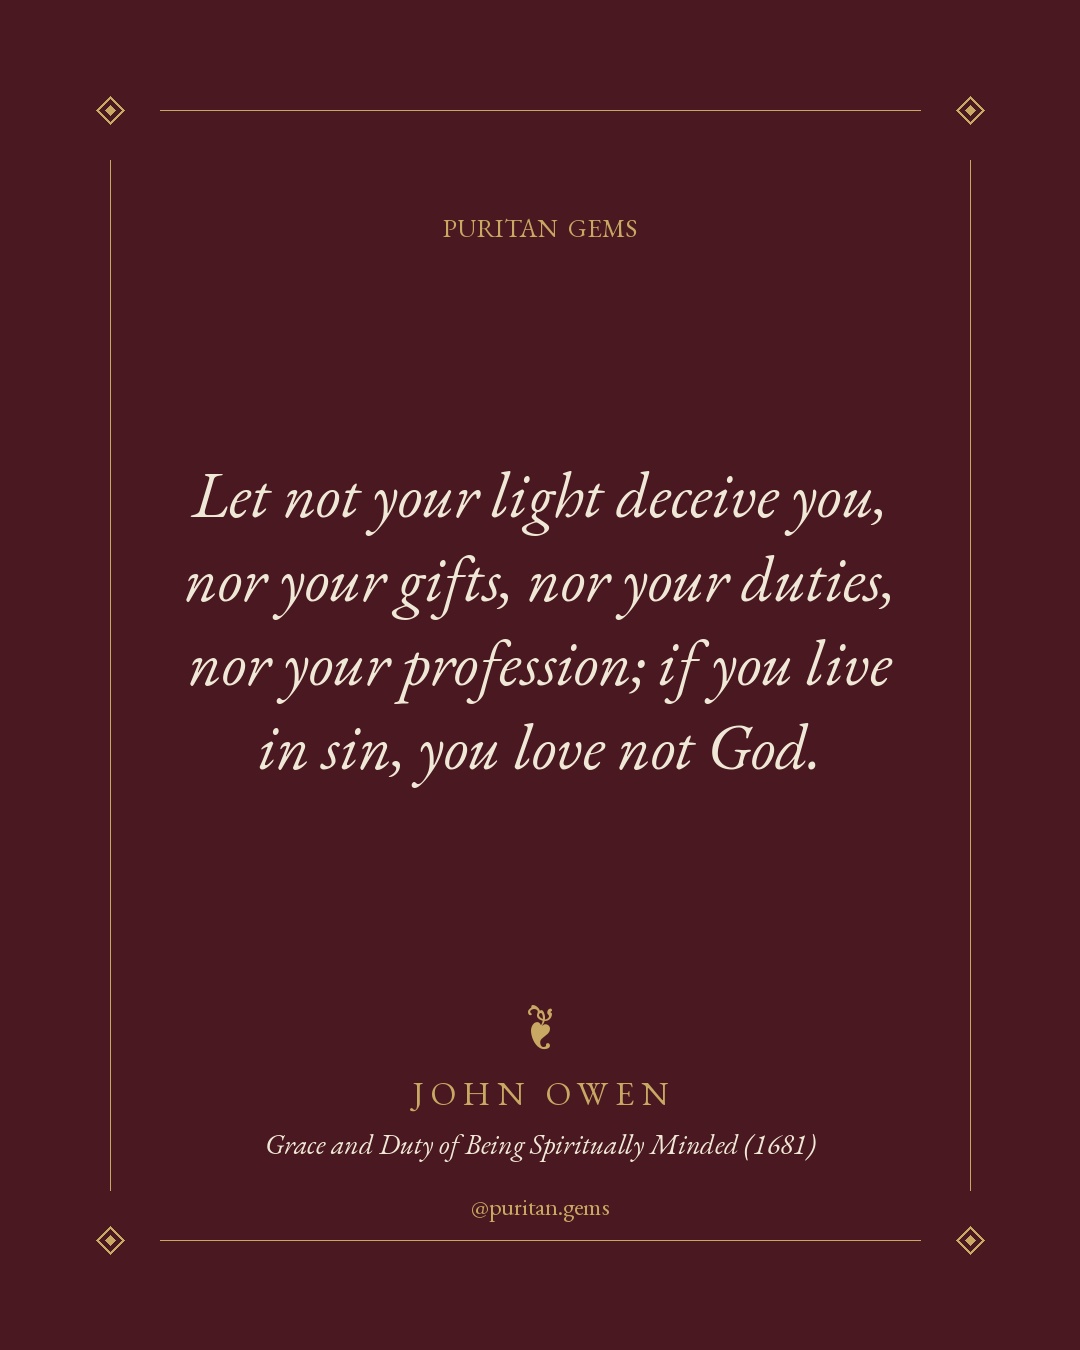 PURITAN GEMS
Let not your light deceive you,
nor your gifts, nor your duties,
nor your profession; if you live
in sin, you love not God.
JOHN OWEN
Grace and Duty of Being Spiritually Minded (1681)
@puritan.gems